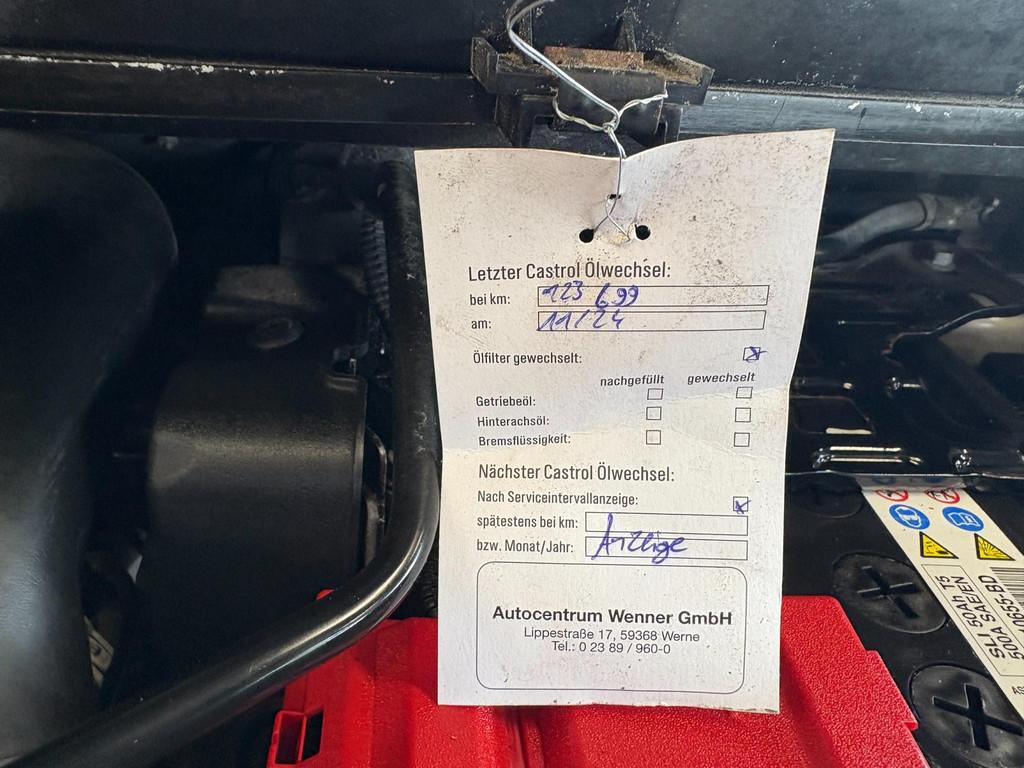 Letzter Castrol Ölwechsel:
bei km: 123 699
am: 11/24
Ölfilter gewechselt:
nachgefüllt gewechselt
Getriebeöl:
Hinterachsöl:
Bremsflüssigkeit:
Nächster Castrol Ölwechsel:
Nach Serviceintervallanzeige:
spätestens bei km:
bzw. Monat/Jahr: Anzeige
Autocentrum Wenner GmbH
Lippestraße 17, 59368 Werne
Tel.: 0 23 89 / 960-0